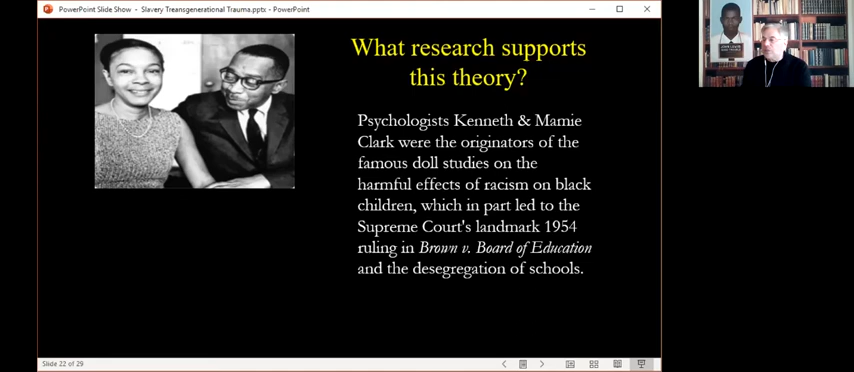 PowerPoint Slide Show - Slavery Treansgenerational Trauma.pptx - PowerPoint
What research supports
this theory?
Psychologists Kenneth & Mamie
Clark were the originators of the
famous doll studies on the
harmful effects of racism on black
children, which in part led to the
Supreme Court's landmark 1954
ruling in Brown v. Board of Education
and the desegregation of schools.
Slide 22 of 29